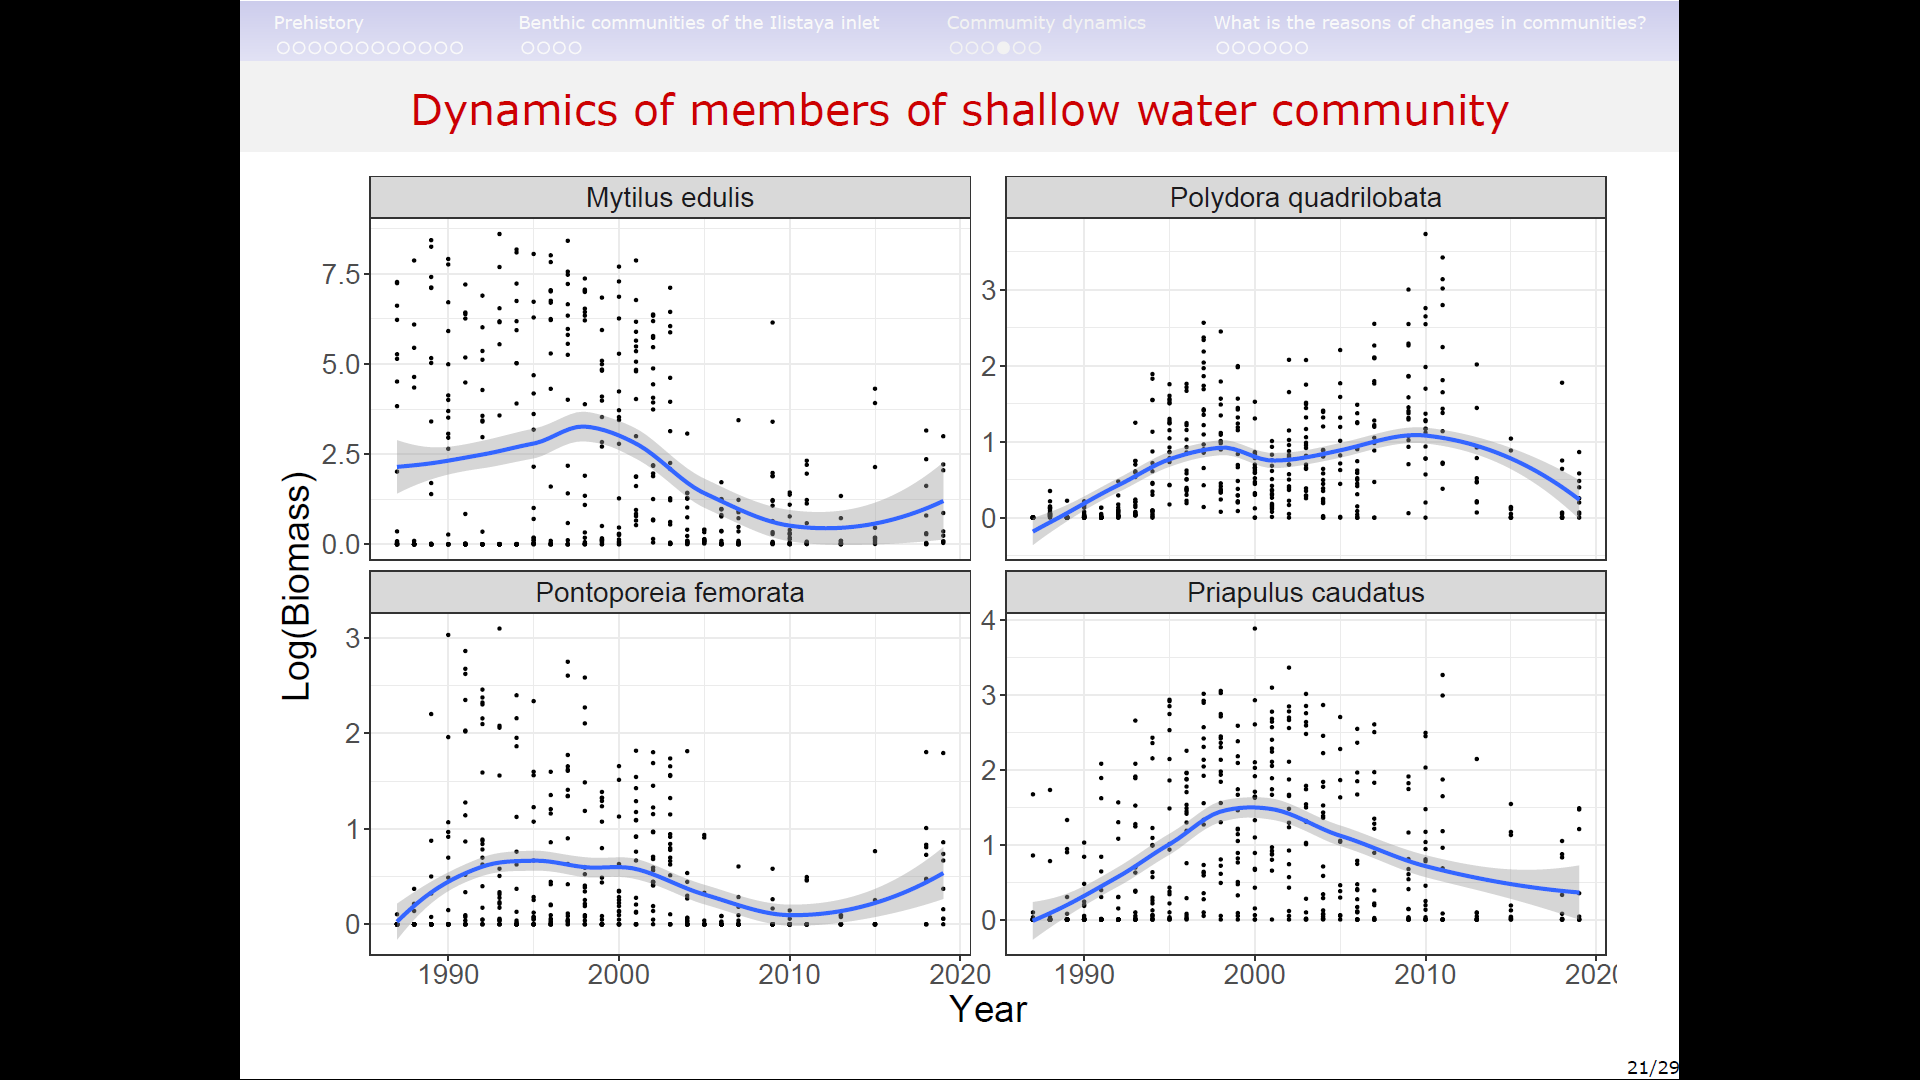 Prehistory Benthic communities of the Ilistaya inlet Commumity dynamics What is the reasons of changes in communities?
Dynamics of members of shallow water community
Mytilus edulis Polydora quadrilobata
7.5
5.0
2.5
0.0
3
2
1
0
Pontoporeia femorata Priapulus caudatus
3
2
1
0
4
3
2
1
0
Log(Biomass)
1990 2000 2010 2020 1990 2000 2010 202
Year
21/29